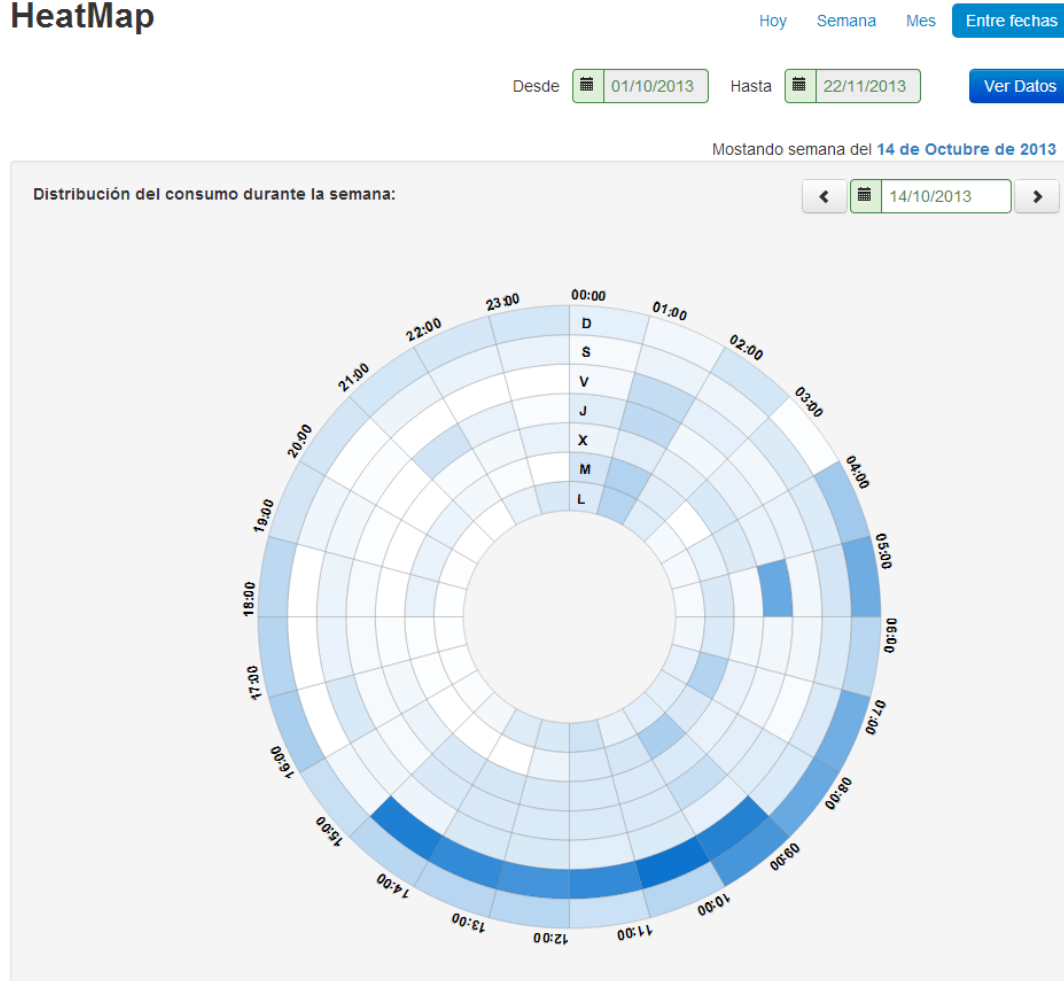 HeatMap
Hoy Semana Mes Entre fechas
Desde 01/10/2013 Hasta 22/11/2013 Ver Datos
Mostando semana del 14 de Octubre de 2013
Distribución del consumo durante la semana:
14/10/2013
00:00
01:00
02:00
03:00
04:00
05:00
06:00
07:00
08:00
09:00
10:00
11:00
12:00
13:00
14:00
15:00
16:00
17:00
18:00
19:00
20:00
21:00
22:00
23:00
D
S
V
J
X
M
L